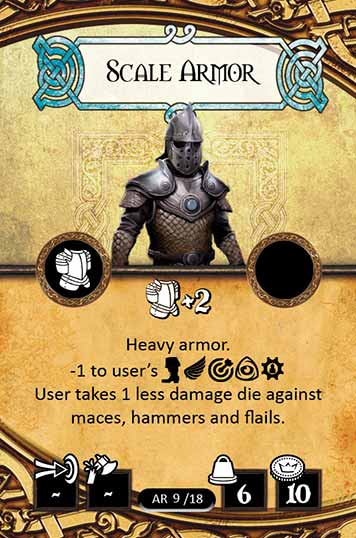 SCALE ARMOR
+2
Heavy armor.
-1 to user's
User takes 1 less damage die against
maces, hammers and flails.
~ ~ AR 9 /18 6 10